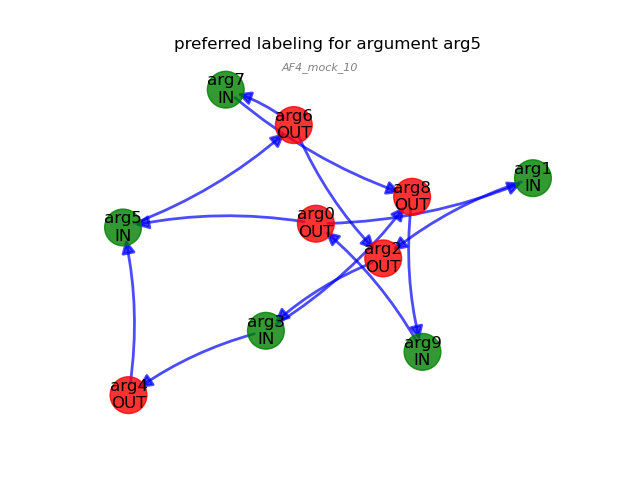 preferred labeling for argument arg5
AF4_mock_10
arg7
IN
arg6
OUT
arg1
IN
arg8
OUT
arg5
IN
arg0
OUT
arg2
OUT
arg3
IN
arg9
IN
arg4
OUT